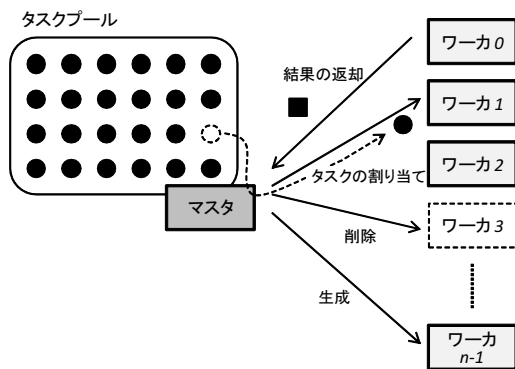 タスクプール
ワーカ0
結果の返却
ワーカ1
タスクの割り当て
ワーカ2
マスタ
ワーカ3
削除
生成
ワーカ
n-1